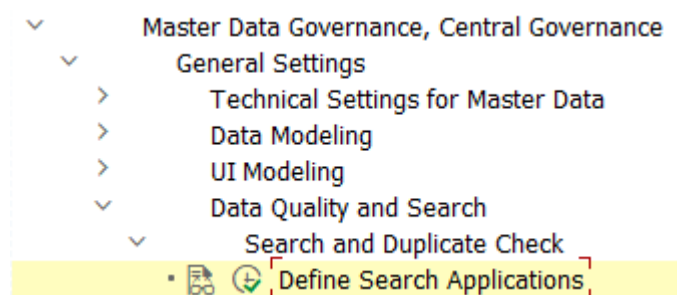 Master Data Governance, Central Governance
General Settings
Technical Settings for Master Data
Data Modeling
UI Modeling
Data Quality and Search
Search and Duplicate Check
Define Search Applications